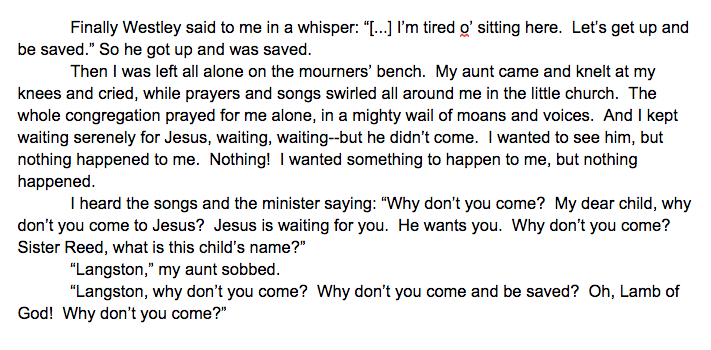 Finally Westley said to me in a whisper: “[...] I’m tired o’ sitting here.  Let’s get up and
be saved.” So he got up and was saved.
Then I was left all alone on the mourners’ bench.  My aunt came and knelt at my
knees and cried, while prayers and songs swirled all around me in the little church.  The
whole congregation prayed for me alone, in a mighty wail of moans and voices.  And I kept
waiting serenely for Jesus, waiting, waiting--but he didn’t come.  I wanted to see him, but
nothing happened to me.  Nothing!  I wanted something to happen to me, but nothing
happened.
I heard the songs and the minister saying: “Why don’t you come?  My dear child, why
don’t you come to Jesus?  Jesus is waiting for you.  He wants you.  Why don’t you come?
Sister Reed, what is this child’s name?”
“Langston,” my aunt sobbed.
“Langston, why don’t you come?  Why don’t you come and be saved?  Oh, Lamb of
God!  Why don’t you come?”